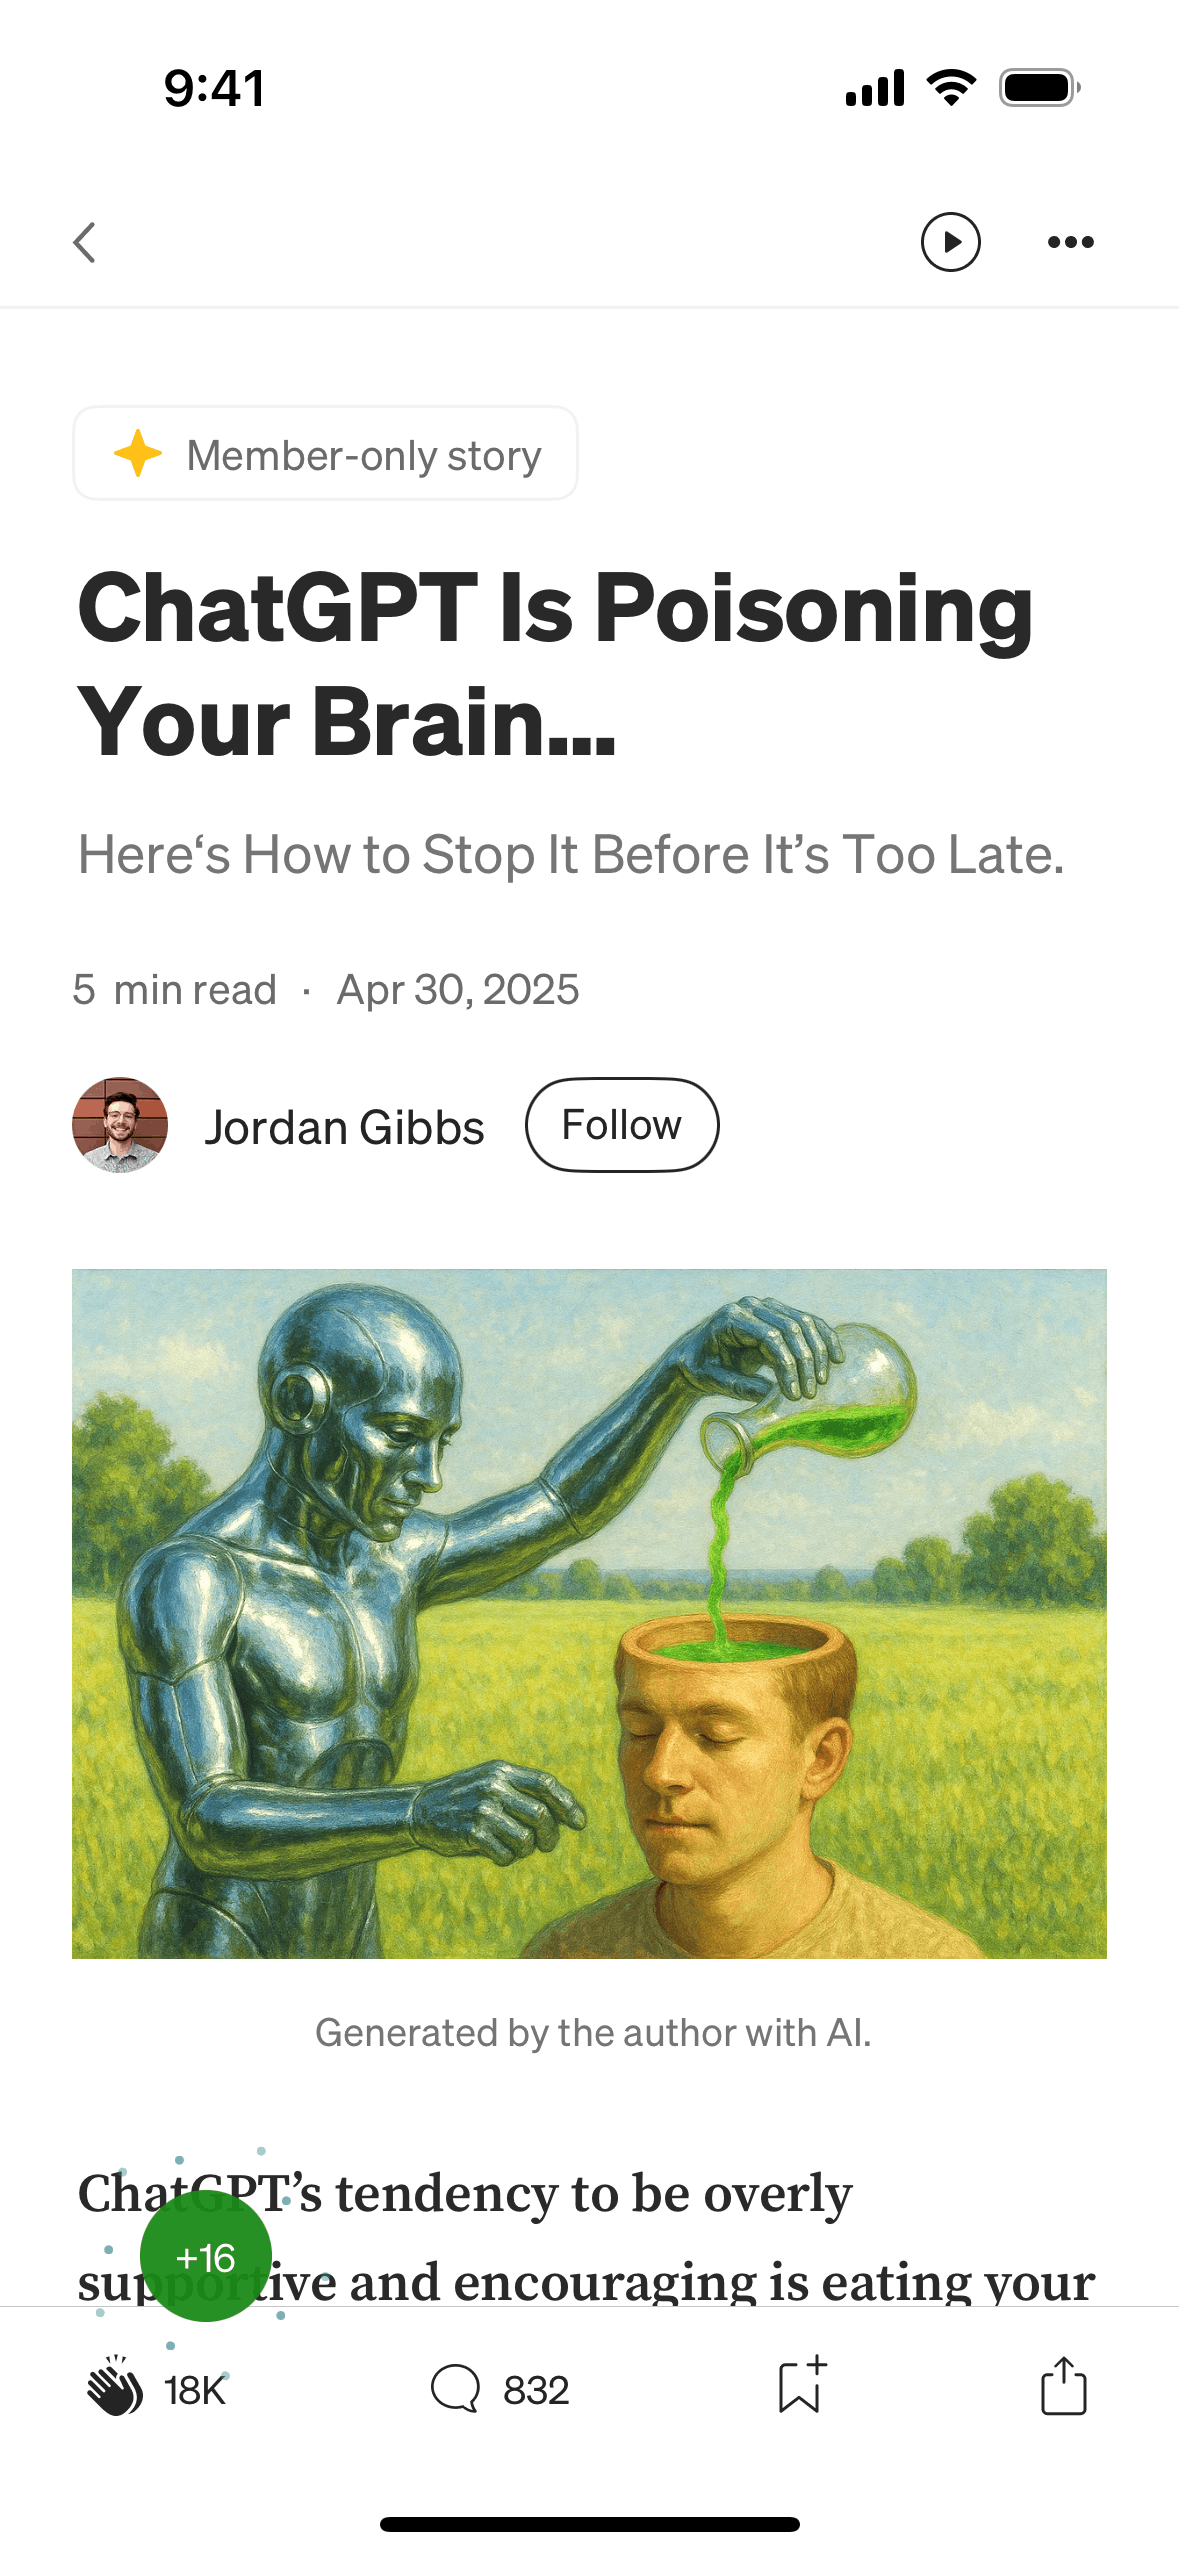 9:41
Member-only story
ChatGPT Is Poisoning
Your Brain...
Here‘s How to Stop It Before It’s Too Late.
5 min read · Apr 30, 2025
Jordan Gibbs
Follow
Generated by the author with AI.
ChatGPT’s tendency to be overly
supportive and encouraging is eating your
+16
18K
832